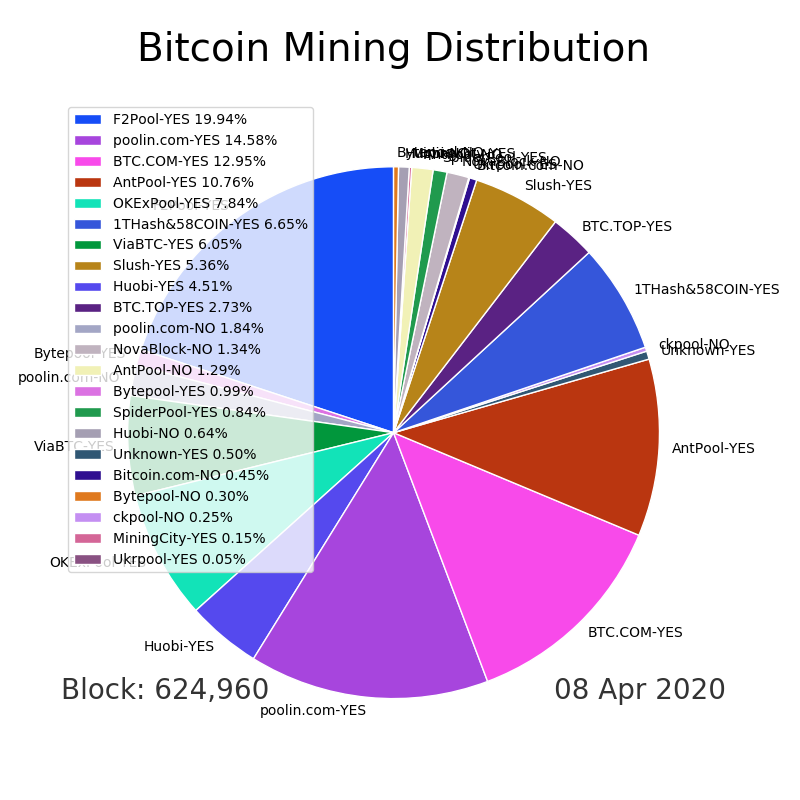 Bitcoin Mining Distribution
F2Pool-YES 19.94%
poolin.com-YES 14.58%
BTC.COM-YES 12.95%
AntPool-YES 10.76%
OKExPool-YES 7.84%
1THash&58COIN-YES 6.65%
ViaBTC-YES 6.05%
Slush-YES 5.36%
Huobi-YES 4.51%
BTC.TOP-YES 2.73%
poolin.com-NO 1.84%
NovaBlock-NO 1.34%
AntPool-NO 1.29%
Bytepool-YES 0.99%
SpiderPool-YES 0.84%
Huobi-NO 0.64%
Unknown-YES 0.50%
Bitcoin.com-NO 0.45%
Bytepool-NO 0.30%
ckpool-NO 0.25%
MiningCity-YES 0.15%
Ukrpool-YES 0.05%
Bitcoin.com-NO
Slush-YES
BTC.TOP-YES
1THash&58COIN-YES
ckpool-NO
Unknown-YES
AntPool-YES
BTC.COM-YES
poolin.com-YES
Huobi-YES
OKExPool-YES
ViaBTC-YES
poolin.com-NO
Bytepool-YES
Block: 624,960
08 Apr 2020